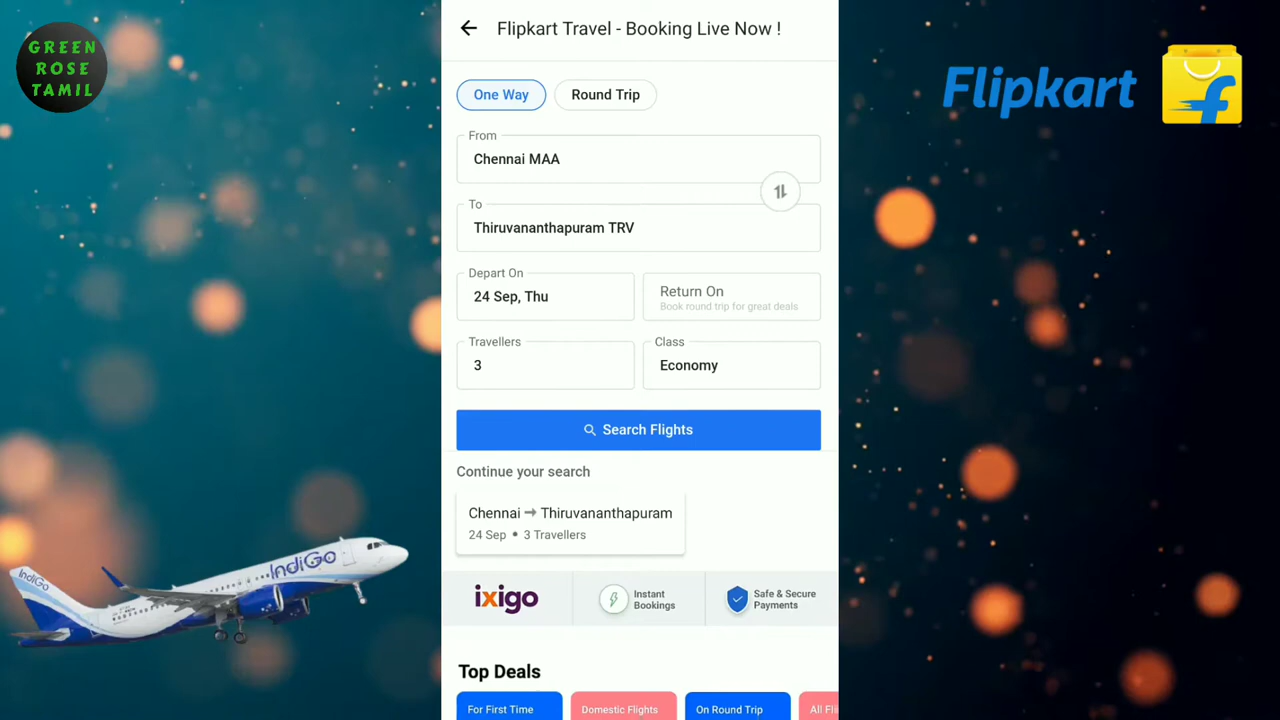 GREEN
ROSE
TAMIL
Flipkart Travel - Booking Live Now !
Flipkart
One Way
Round Trip
From
Chennai MAA
To
Thiruvananthapuram TRV
Depart On
24 Sep, Thu
Return On
Book round trip for great deals
Travellers
3
Class
Economy
Search Flights
Continue your search
Chennai ➞ Thiruvananthapuram
24 Sep • 3 Travellers
IndiGo
IndiGo
ixigo
Instant
Bookings
Safe & Secure
Payments
Top Deals
For First Time
Domestic Flights
On Round Trip